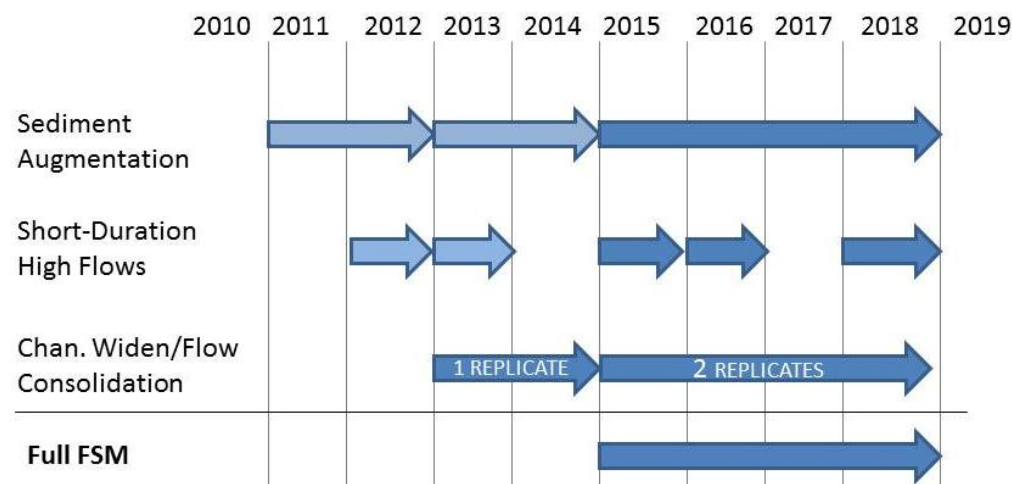 2010 2011 2012 2013 2014 2015 2016 2017 2018 2019
Sediment
Augmentation
Short-Duration
High Flows
Chan. Widen/Flow
Consolidation
1 REPLICATE
2 REPLICATES
Full FSM